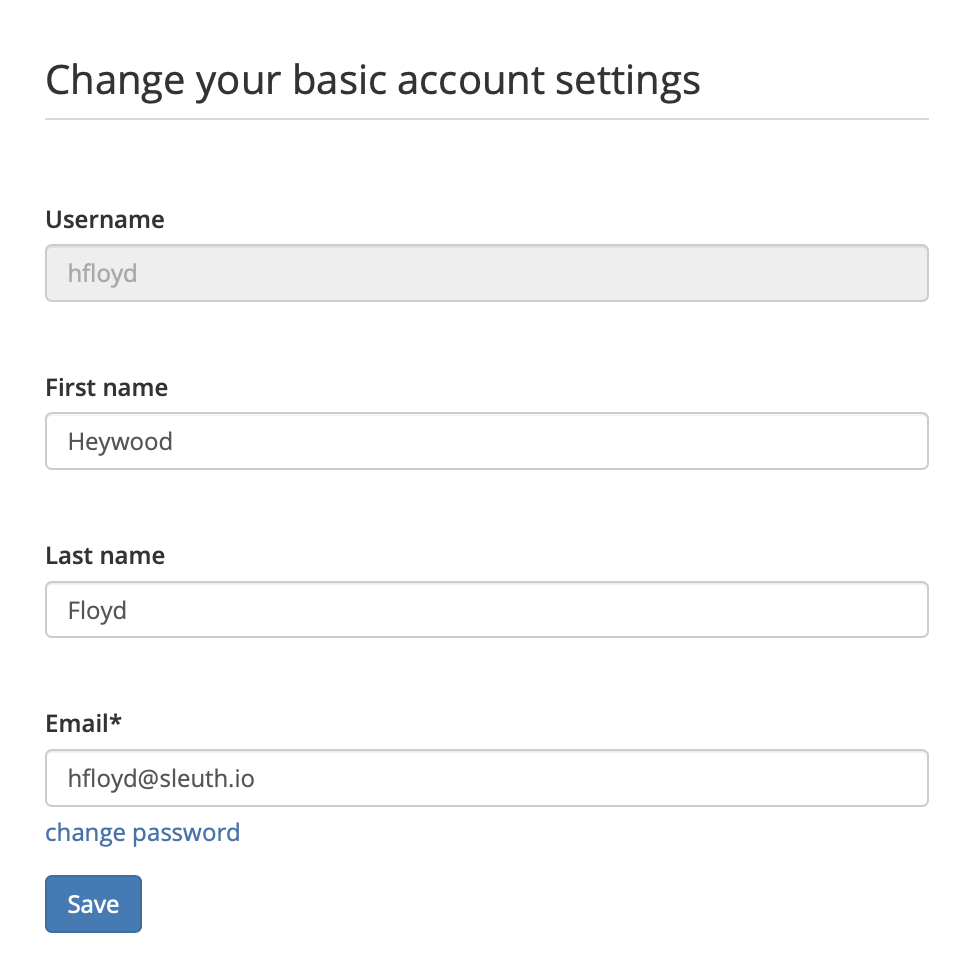 Change your basic account settings
Username
hfloyd
First name
Heywood
Last name
Floyd
Email*
hfloyd@sleuth.io
change password
Save